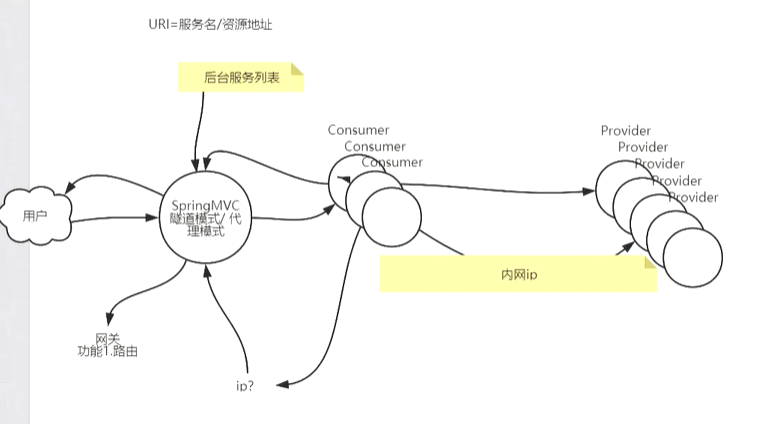 URI=服务名/资源地址
后台服务列表
Consumer
Consumer
Consumer
Provider
Provider
Provider
Provider
Provider
用户
SpringMVC
隧道模式/ 代
理模式
内网ip
网关
功能1.路由
ip?